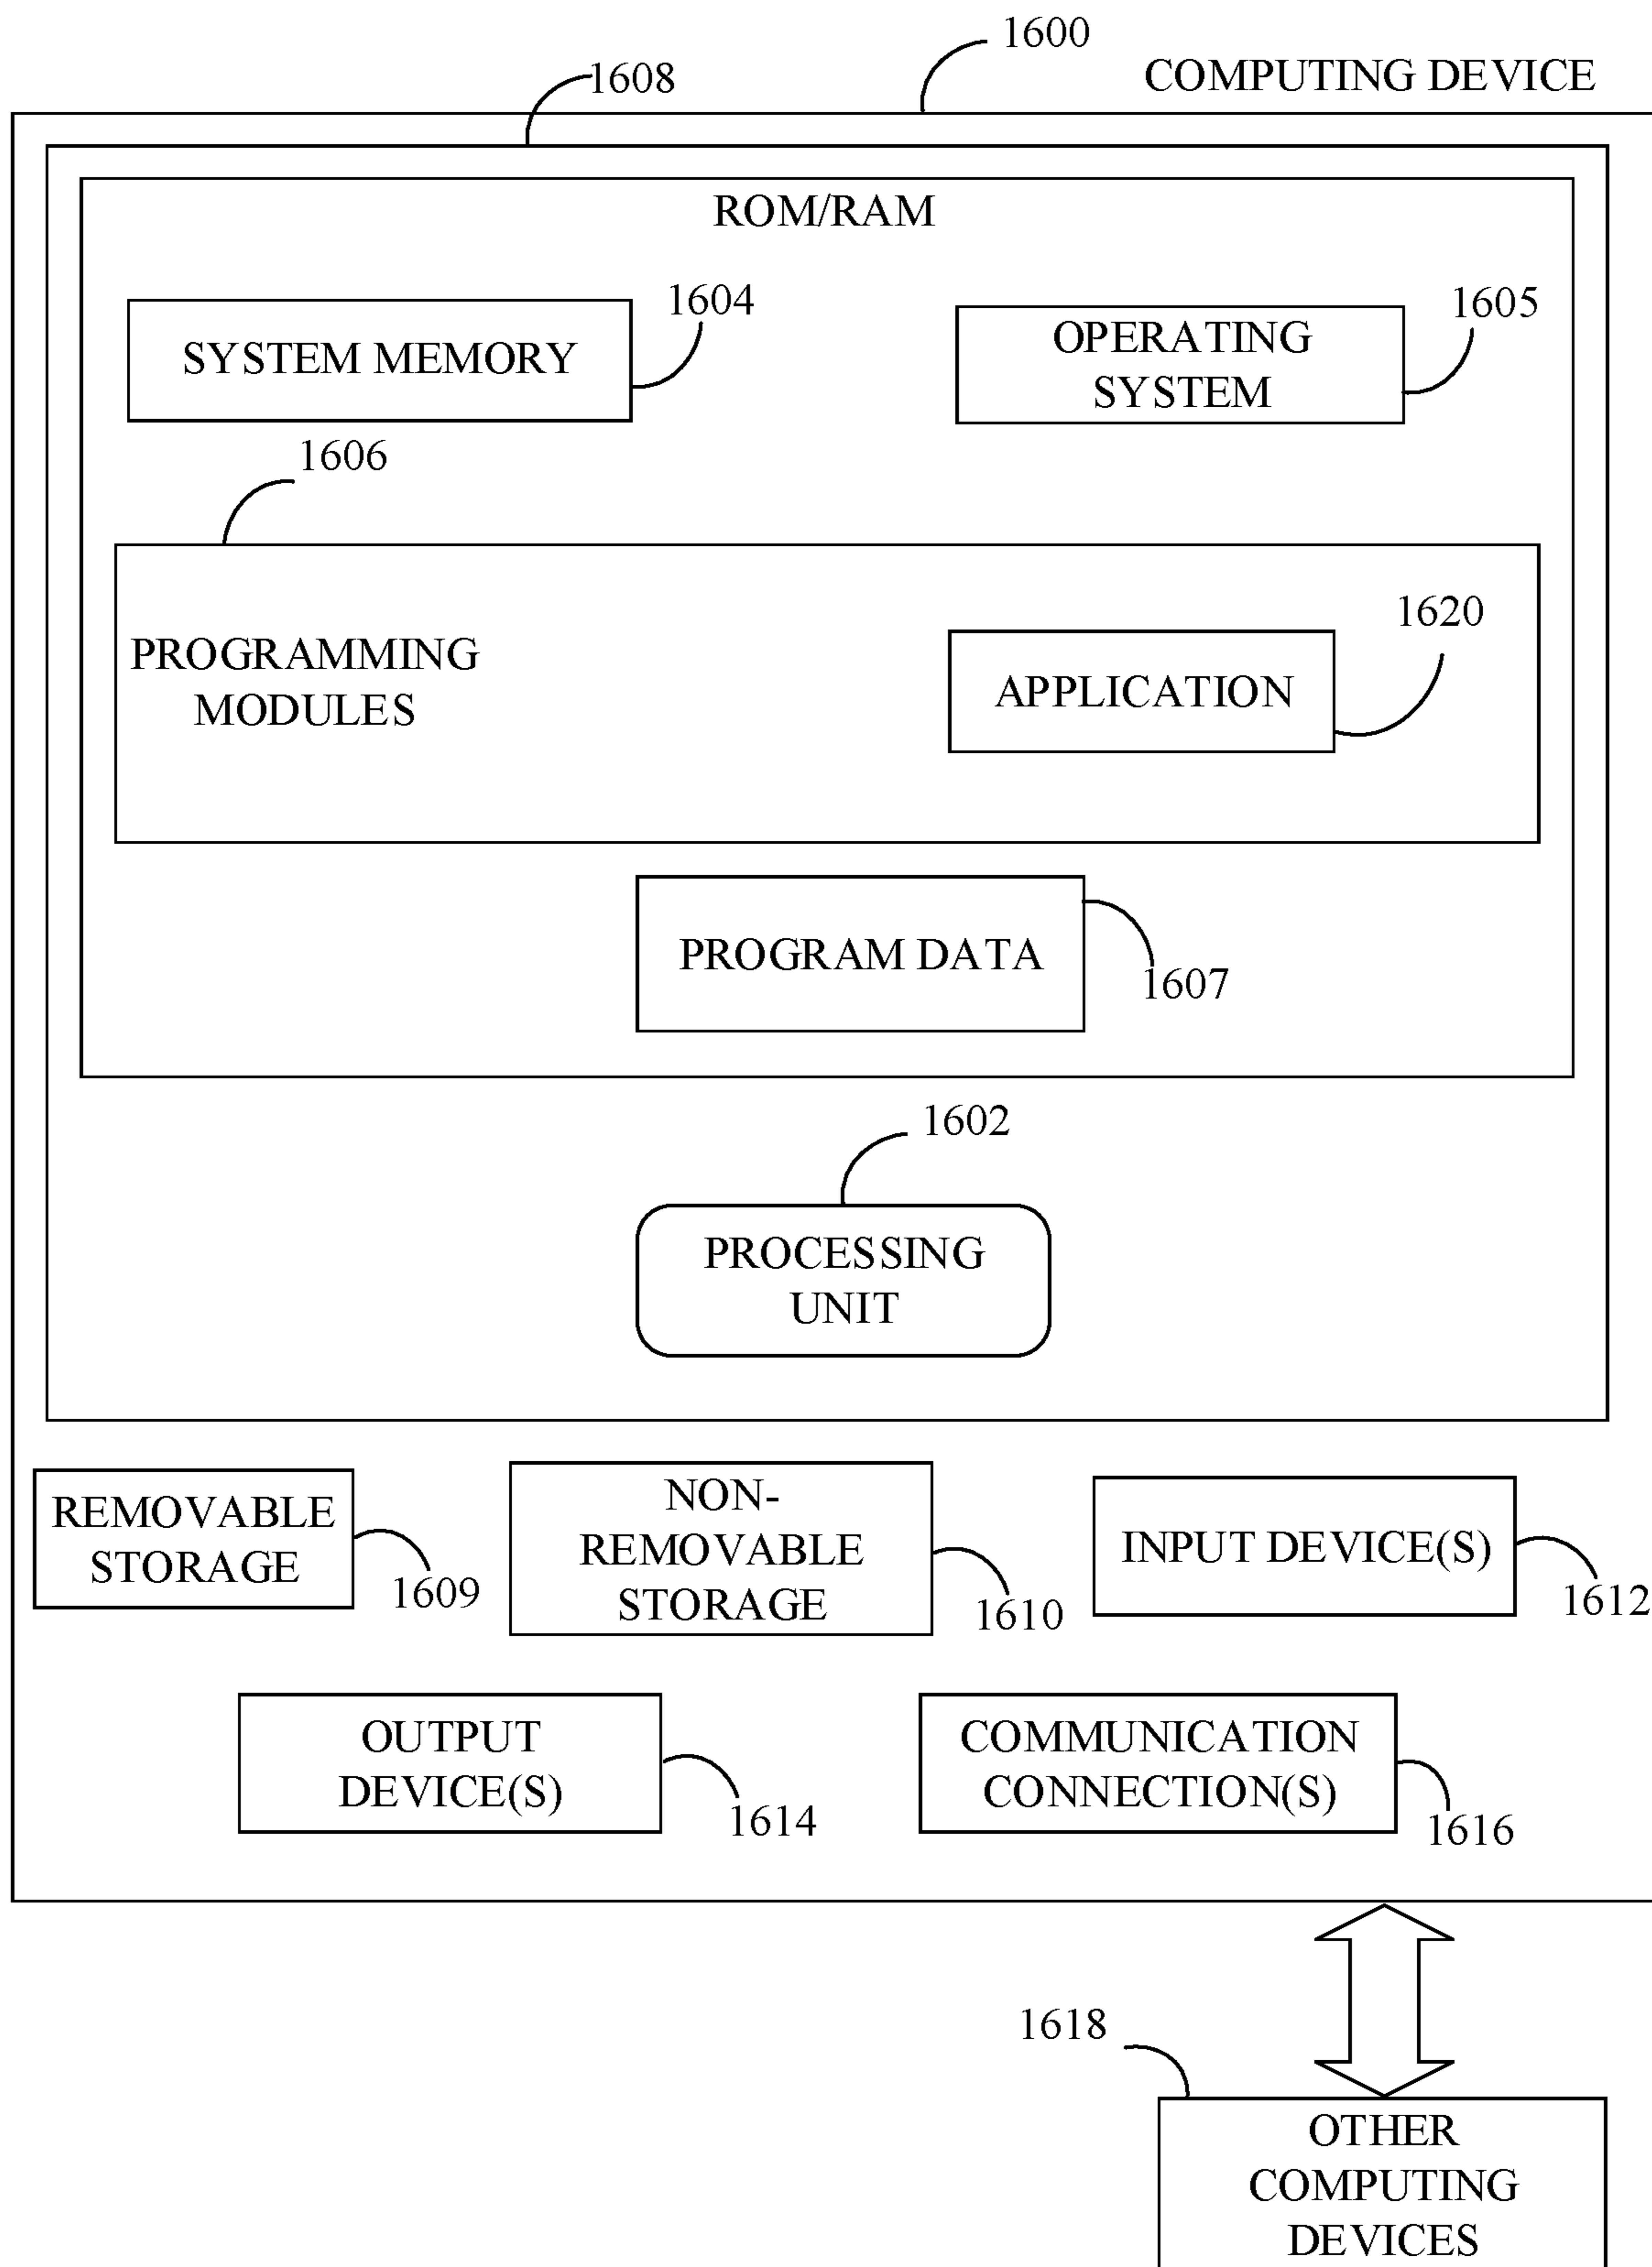 1600
COMPUTING DEVICE
1608
ROM/RAM
1604
SYSTEM MEMORY
1605
OPERATING
SYSTEM
1606
PROGRAMMING
MODULES
1620
APPLICATION
PROGRAM DATA
1607
1602
PROCESSING
UNIT
REMOVABLE
STORAGE
1609
NON-
REMOVABLE
STORAGE
1610
INPUT DEVICE(S)
1612
OUTPUT
DEVICE(S)
1614
COMMUNICATION
CONNECTION(S)
1616
1618
OTHER
COMPUTING
DEVICES